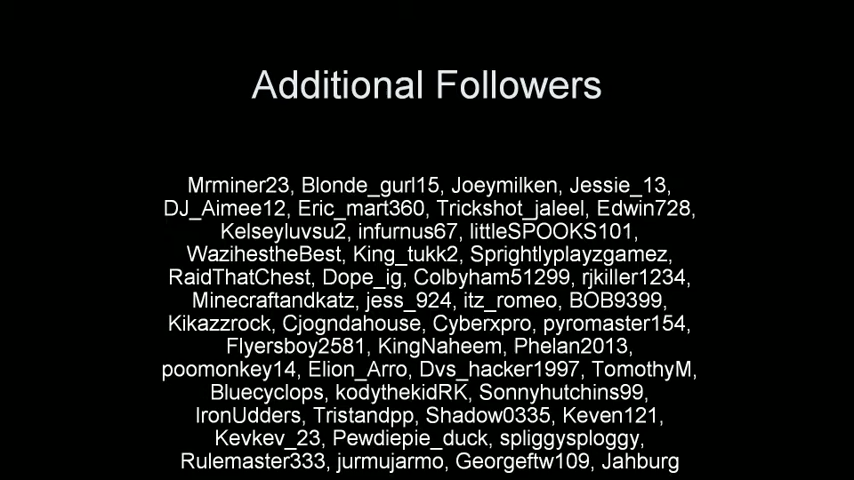 Additional Followers
Mrminer23, Blonde_gurl15, Joeymilken, Jessie_13,
DJ_Aimee12, Eric_mart360, Trickshot_jaleel, Edwin728,
Kelseyluvsu2, infurnus67, littleSPOOKS101,
WazihestheBest, King_tukk2, Sprightlyplayzgamez,
RaidThatChest, Dope_ig, Colbyham51299, rjkiller1234,
Minecraftandkatz, jess_924, itz_romeo, BOB9399,
Kikazzrock, Cjogndahouse, Cyberxpro, pyromaster154,
Flyersboy2581, KingNaheem, Phelan2013,
poomonkey14, Elion_Arro, Dvs_hacker1997, TomothyM,
Bluecyclops, kodythekidRK, Sonnyhutchins99,
IronUdders, Tristandpp, Shadow0335, Keven121,
Kevkev_23, Pewdiepie_duck, spliggysploggy,
Rulemaster333, jurmujarmo, Georgeftw109, Jahburg